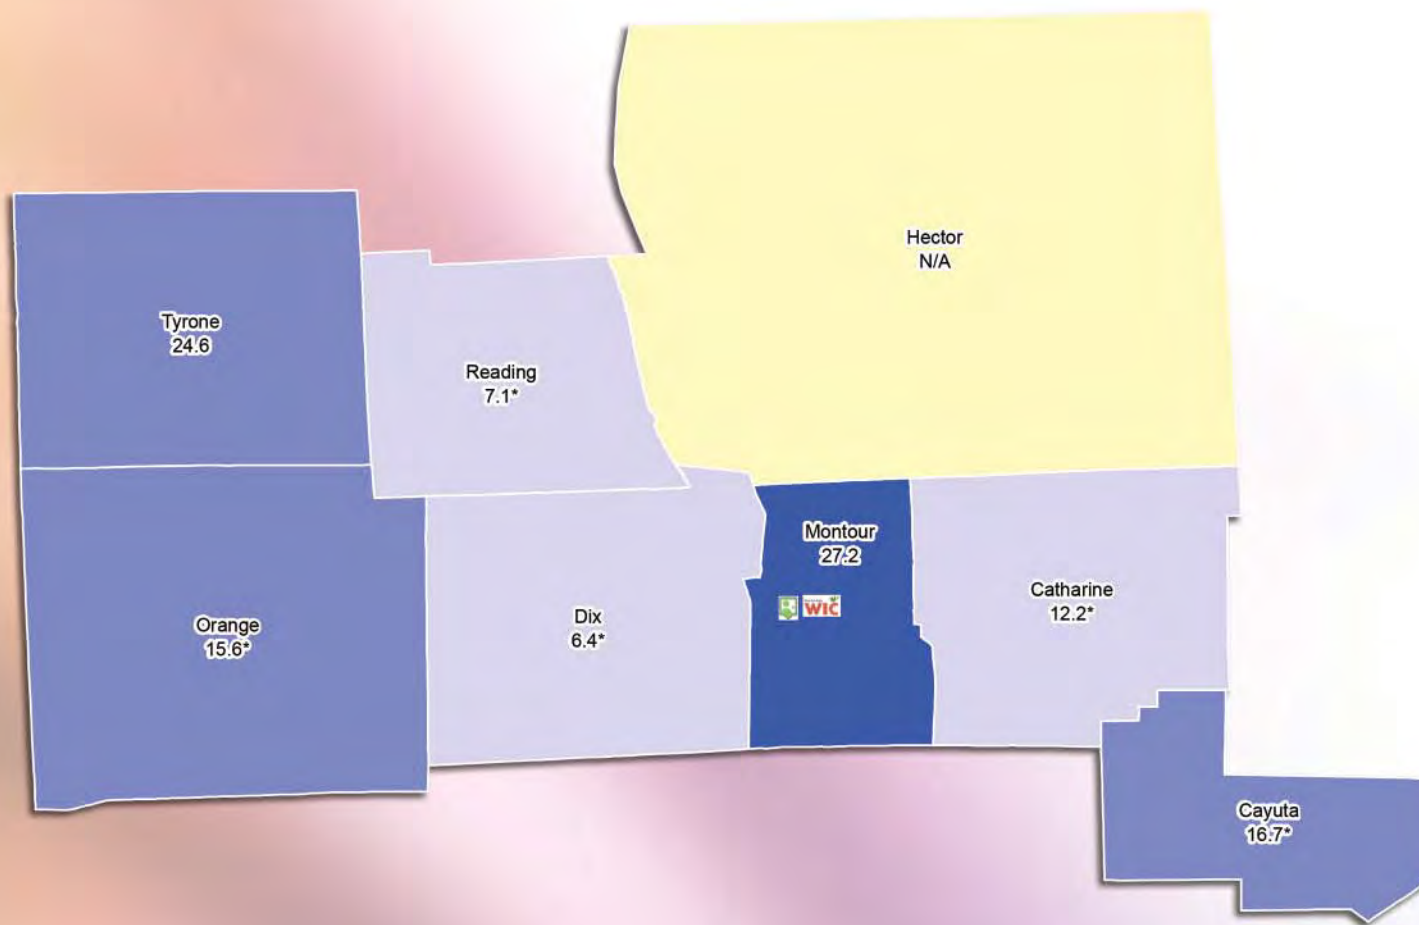 Hector
N/A
Tyrone
24.6
Reading
7.1*
Montour
27.2
WIC
Catharine
12.2*
Orange
15.6*
Dix
6.4*
Cayuta
16.7*